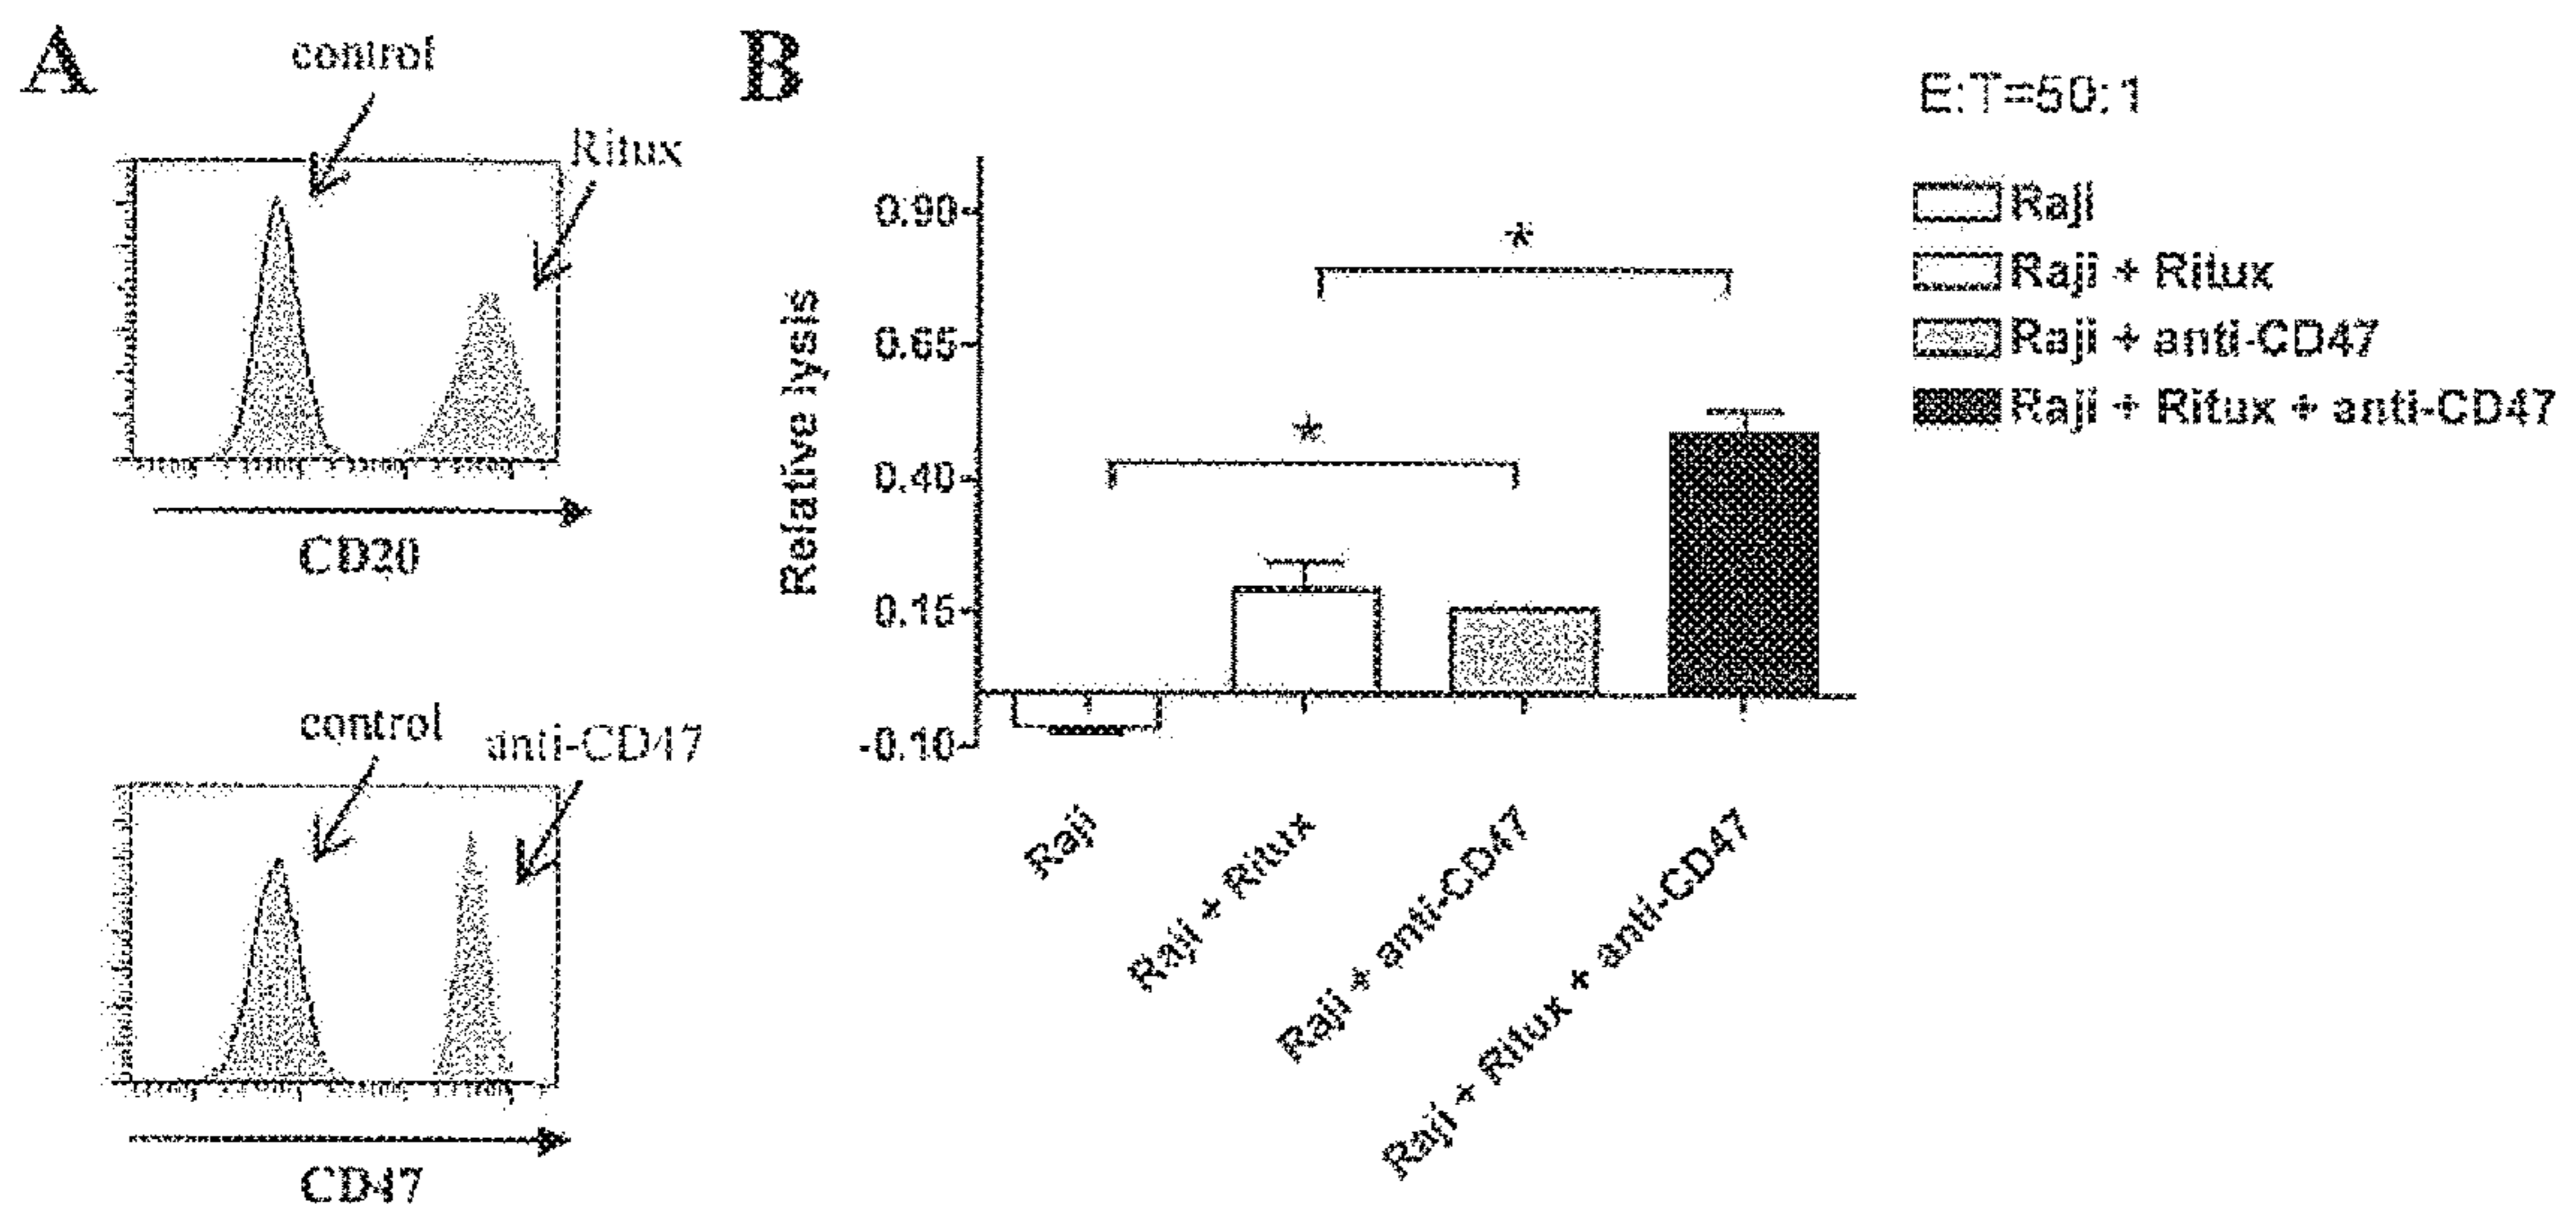 A
control
Ritux
CD20
control
anti-CD47
CD47
B
E:T=50:1
Raji
Raji + Ritux
Raji + anti-CD47
Raji + Ritux + anti-CD47
Relative lysis
0.90
0.65
0.40
0.15
-0.10
*
*
Raji
Raji + Ritux
Raji + anti-CD47
Raji + Ritux + anti-CD47